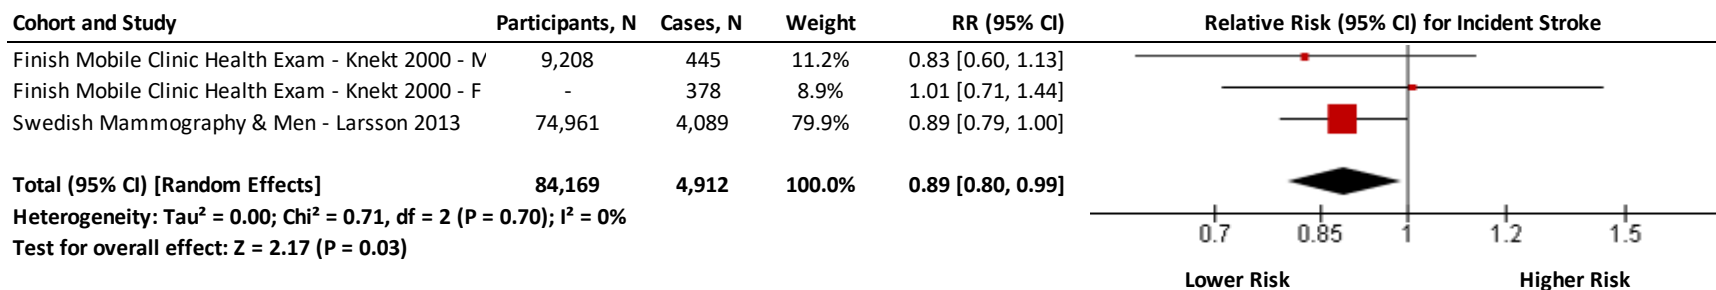 Cohort and Study Participants, N Cases, N Weight RR (95% CI) Relative Risk (95% CI) for Incident Stroke
Finish Mobile Clinic Health Exam - Knekt 2000 - M 9,208 445 11.2% 0.83 [0.60, 1.13]
Finish Mobile Clinic Health Exam - Knekt 2000 - F - 378 8.9% 1.01 [0.71, 1.44]
Swedish Mammography & Men - Larsson 2013 74,961 4,089 79.9% 0.89 [0.79, 1.00]
Total (95% CI) [Random Effects] 84,169 4,912 100.0% 0.89 [0.80, 0.99]
Heterogeneity: Tau² = 0.00; Chi² = 0.71, df = 2 (P = 0.70); I² = 0%
0.7 0.85 1 1.2 1.5
Test for overall effect: Z = 2.17 (P = 0.03)
Lower Risk Higher Risk